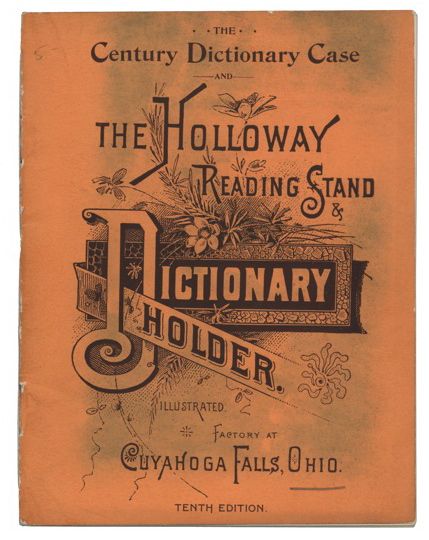 5-
THE
Century Dictionary Case
AND
THE HOLLOWAY
READING STAND
&
DICTIONARY
HOLDER.
ILLUSTRATED.
FACTORY AT
CUYAHOGA FALLS, OHIO.
TENTH EDITION.